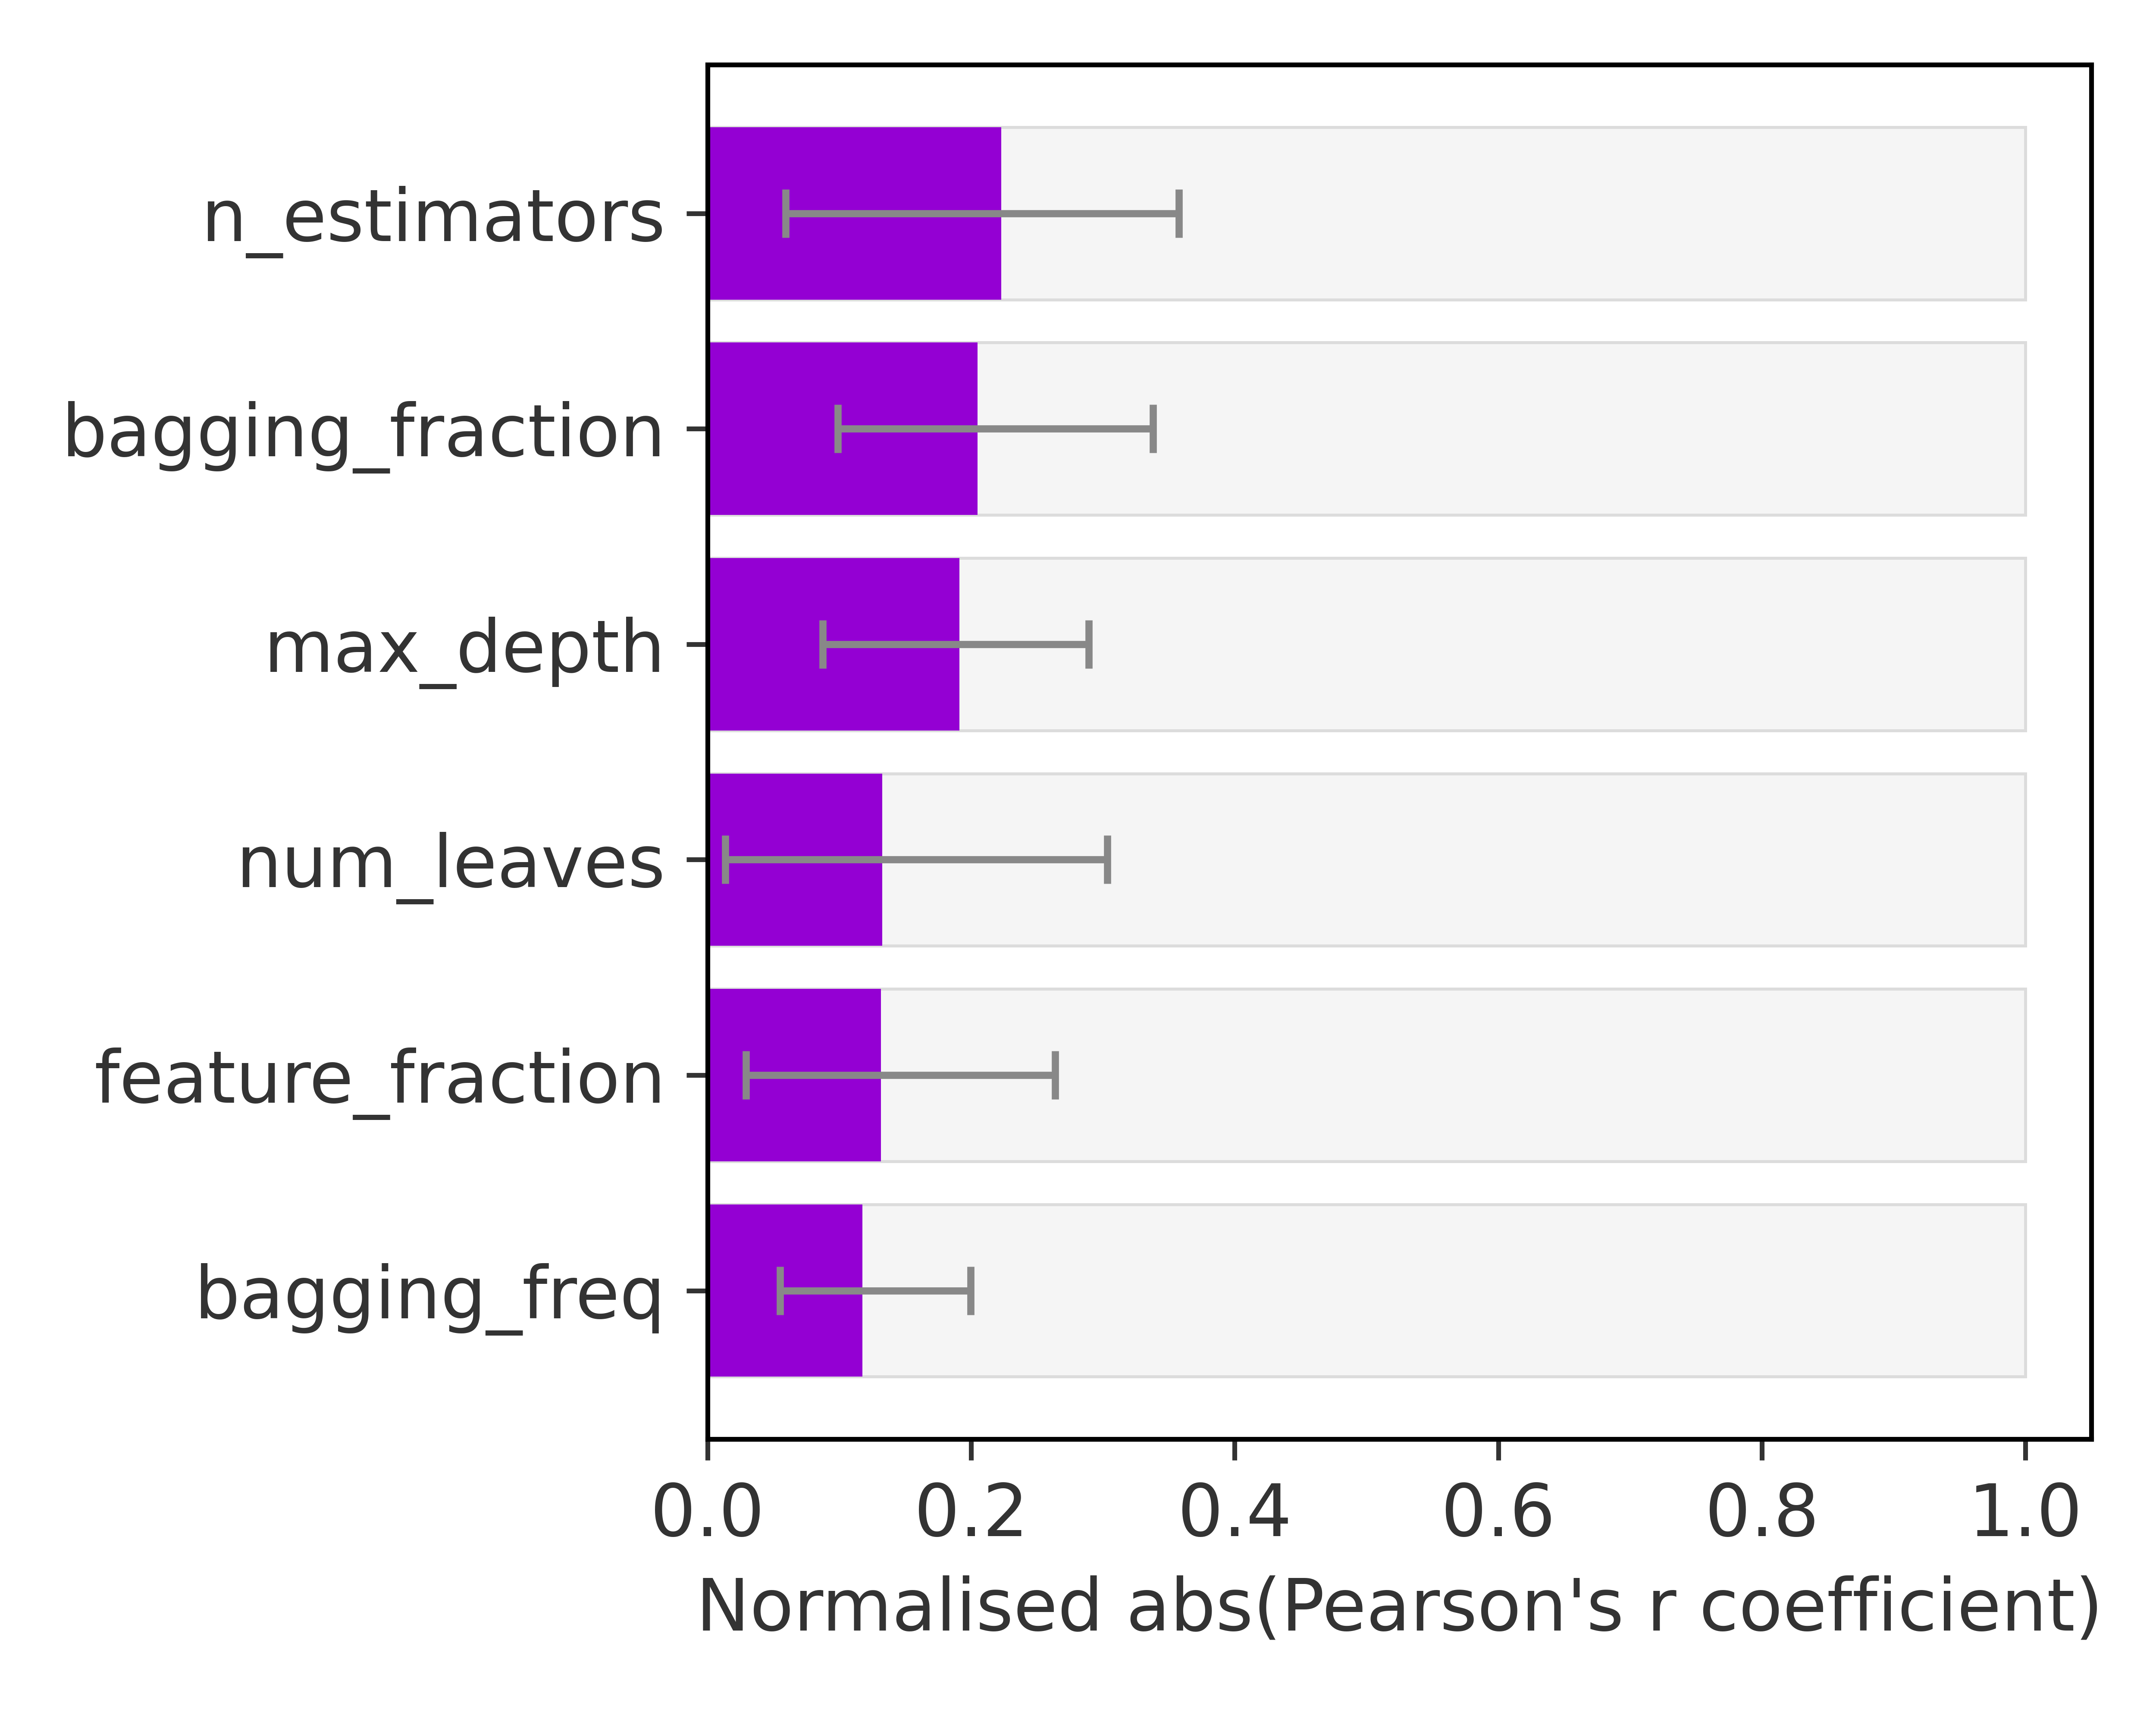 n_estimators
bagging_fraction
max_depth
num_leaves
feature_fraction
bagging_freq
0.0 0.2 0.4 0.6 0.8 1.0
Normalised abs(Pearson's r coefficient)